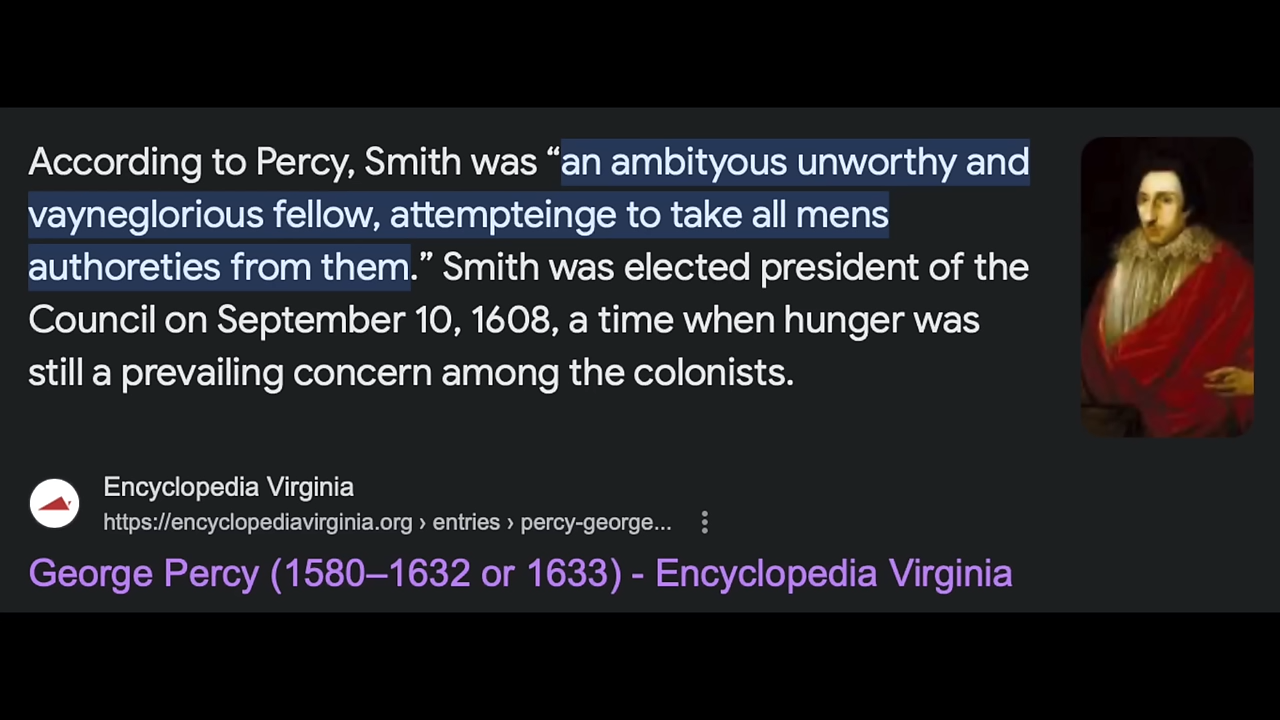 According to Percy, Smith was “an ambityous unworthy and
vayneglorious fellow, attempteinge to take all mens
authoreties from them.” Smith was elected president of the
Council on September 10, 1608, a time when hunger was
still a prevailing concern among the colonists.
Encyclopedia Virginia
https://encyclopediavirginia.org › entries › percy-george...
George Percy (1580–1632 or 1633) - Encyclopedia Virginia